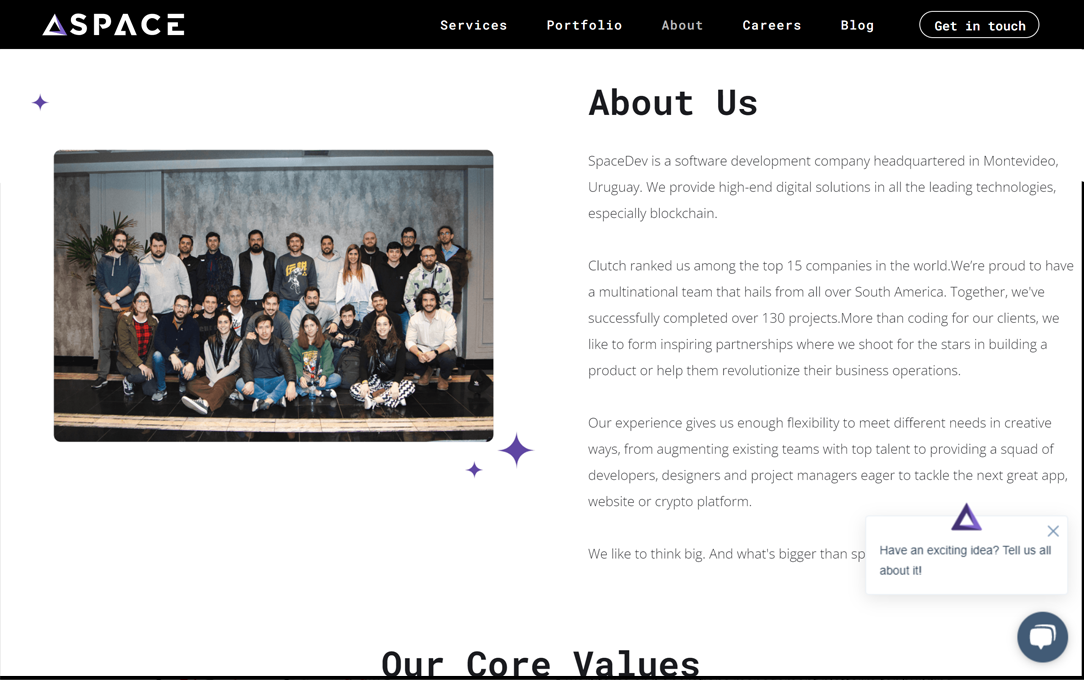 SPACE
Services Portfolio About Careers Blog Get in touch
About Us
SpaceDev is a software development company headquartered in Montevideo,
Uruguay. We provide high-end digital solutions in all the leading technologies,
especially blockchain.
Clutch ranked us among the top 15 companies in the world.We’re proud to have
a multinational team that hails from all over South America. Together, we've
successfully completed over 130 projects.More than coding for our clients, we
like to form inspiring partnerships where we shoot for the stars in building a
product or help them revolutionize their business operations.
Our experience gives us enough flexibility to meet different needs in creative
ways, from augmenting existing teams with top talent to providing a squad of
developers, designers and project managers eager to tackle the next great app,
website or crypto platform.
We like to think big. And what's bigger than sp
Have an exciting idea? Tell us all
about it!
Our Core Values